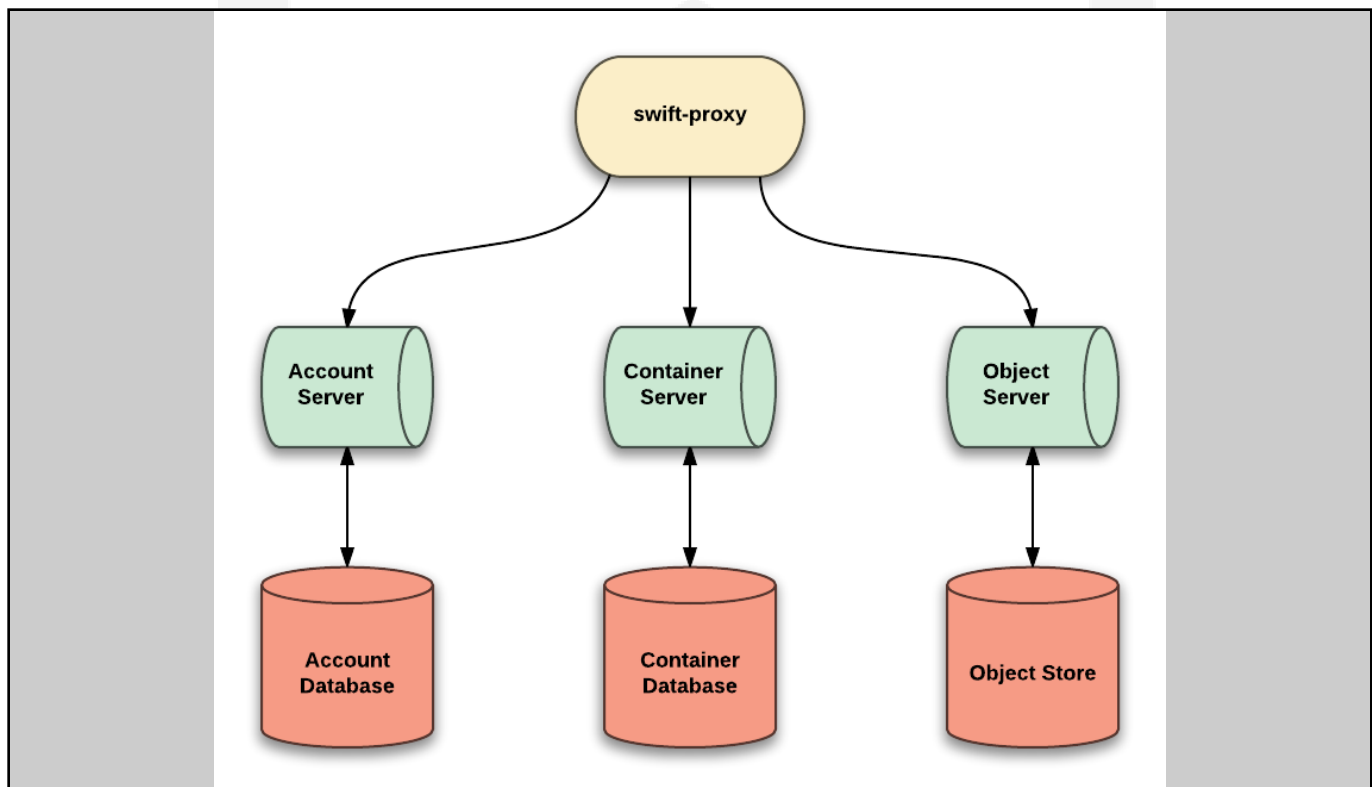 swift-proxy
Account
Server
Container
Server
Object
Server
Account
Database
Container
Database
Object Store